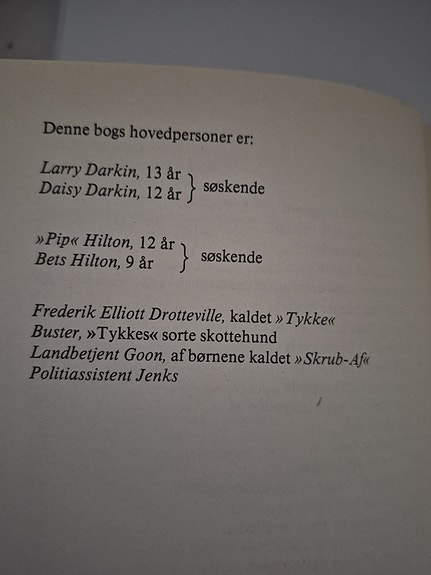 Denne bogs hovedpersoner er:
Larry Darkin, 13 år
Daisy Darkin, 12 år } søskende
»Pip« Hilton, 12 år
Bets Hilton, 9 år } søskende
Frederik Elliott Drotteville, kaldet »Tykke«
Buster, »Tykkes« sorte skottehund
Landbetjent Goon, af børnene kaldet »Skrub-Af«
Politiassistent Jenks